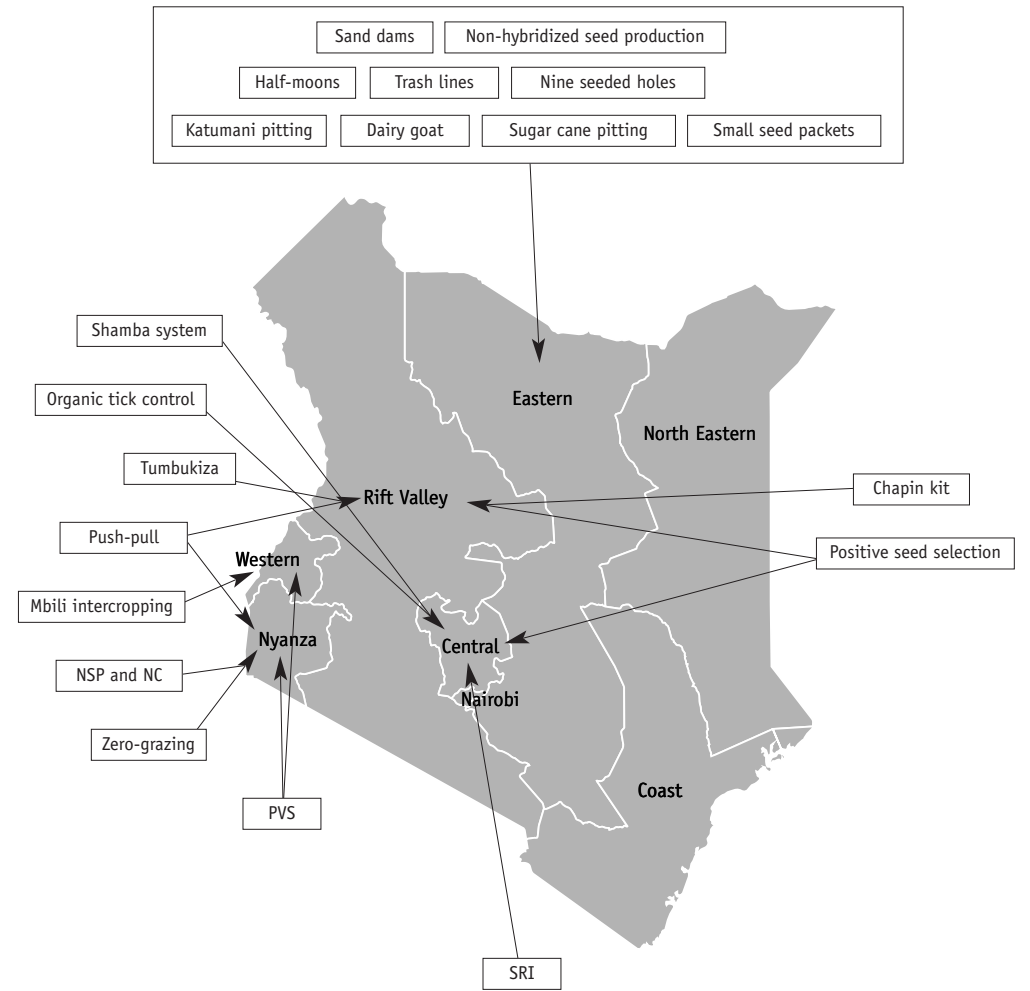 Sand dams
Non-hybridized seed production
Half-moons
Trash lines
Nine seeded holes
Katumani pitting
Dairy goat
Sugar cane pitting
Small seed packets
Shamba system
Organic tick control
Eastern
North Eastern
Tumbukiza
Rift Valley
Chapin kit
Push-pull
Positive seed selection
Western
Mbili intercropping
Nyanza
Central
NSP and NC
Nairobi
Zero-grazing
Coast
PVS
SRI